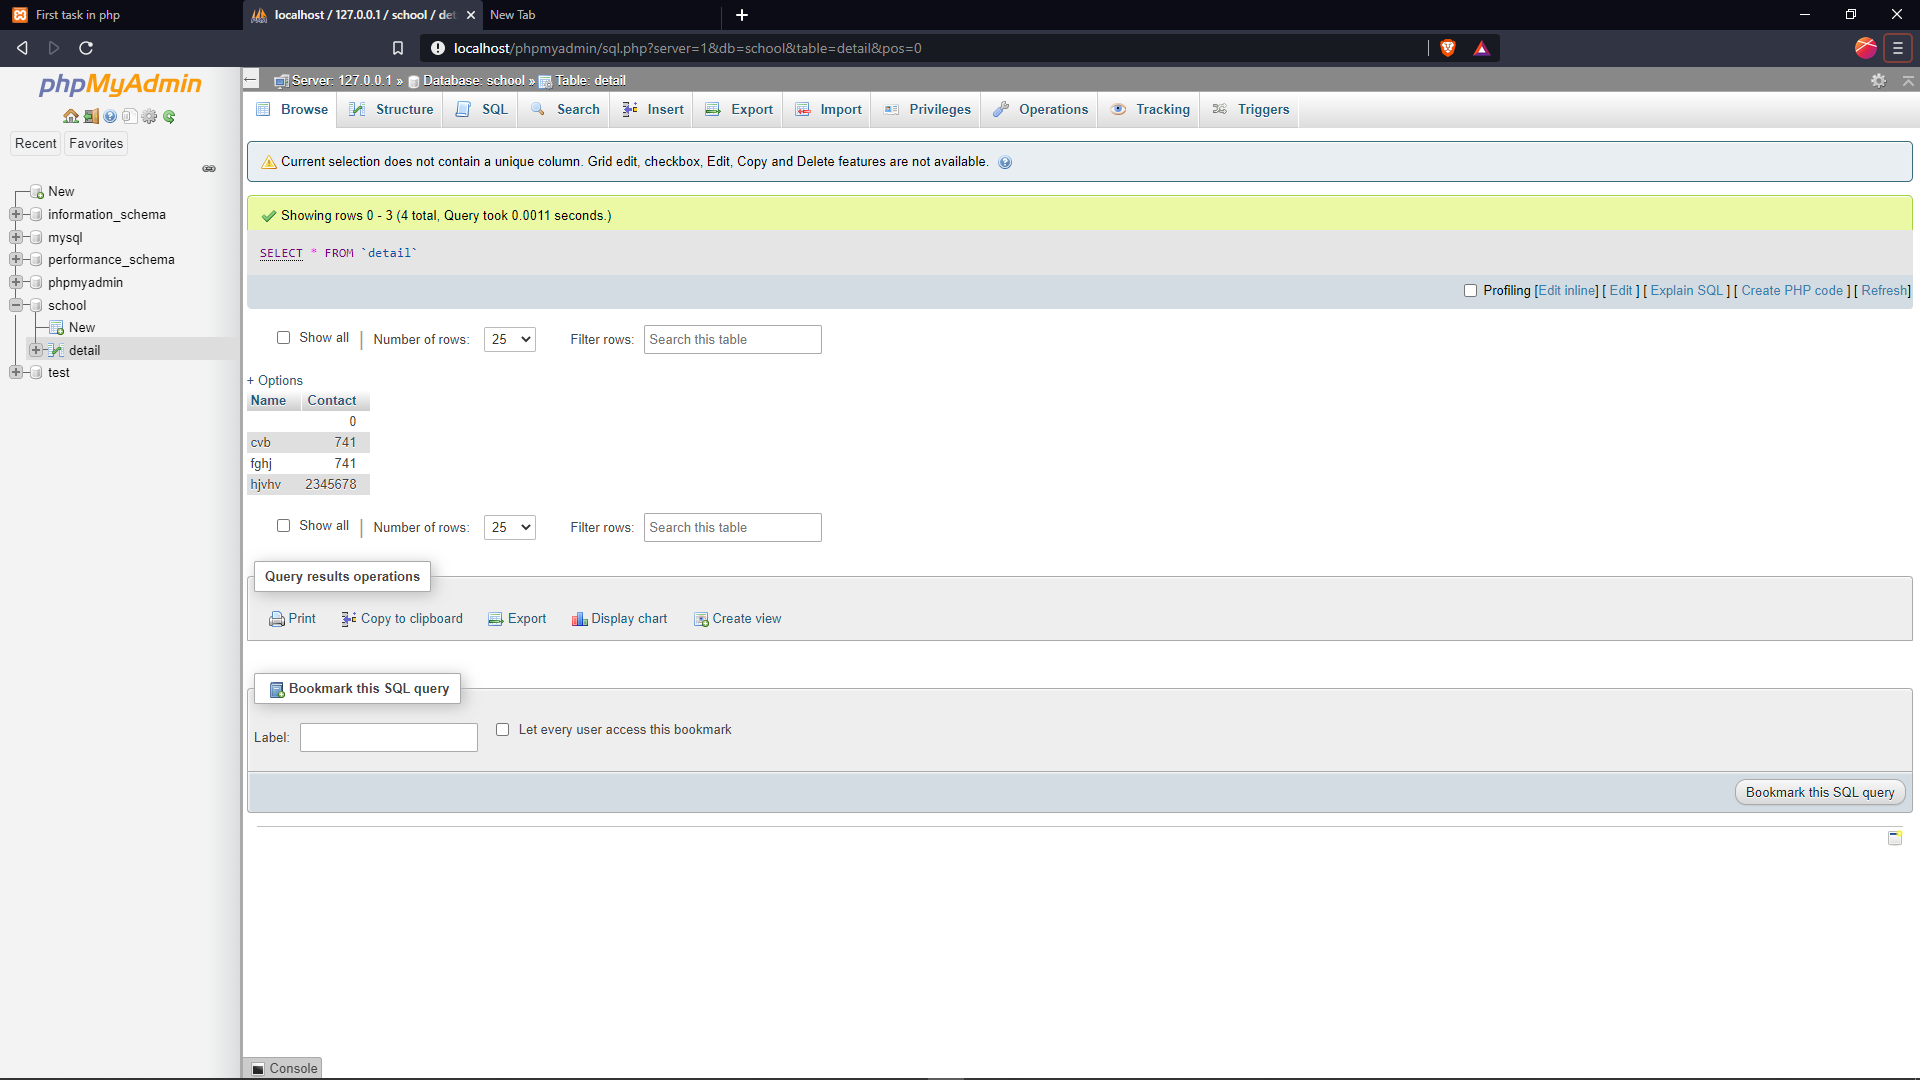 First task in php
localhost / 127.0.0.1 / school / det
New Tab
localhost/phpmyadmin/sql.php?server=1&db=school&table=detail&pos=0
phpMyAdmin
Recent
Favorites
New
information_schema
mysql
performance_schema
phpmyadmin
school
New
detail
test
Server: 127.0.0.1 » Database: school » Table: detail
Browse Structure SQL Search Insert Export Import Privileges Operations Tracking Triggers
Current selection does not contain a unique column. Grid edit, checkbox, Edit, Copy and Delete features are not available.
Showing rows 0 - 3 (4 total, Query took 0.0011 seconds.)
SELECT * FROM `detail`
Profiling [Edit inline] [ Edit ] [ Explain SQL ] [ Create PHP code ] [ Refresh]
Show all | Number of rows: 25 Filter rows: Search this table
+ Options
Name Contact
0
cvb 741
fghj 741
hjvhv 2345678
Show all | Number of rows: 25 Filter rows: Search this table
Query results operations
Print Copy to clipboard Export Display chart Create view
Bookmark this SQL query
Label: Let every user access this bookmark
Bookmark this SQL query
Console